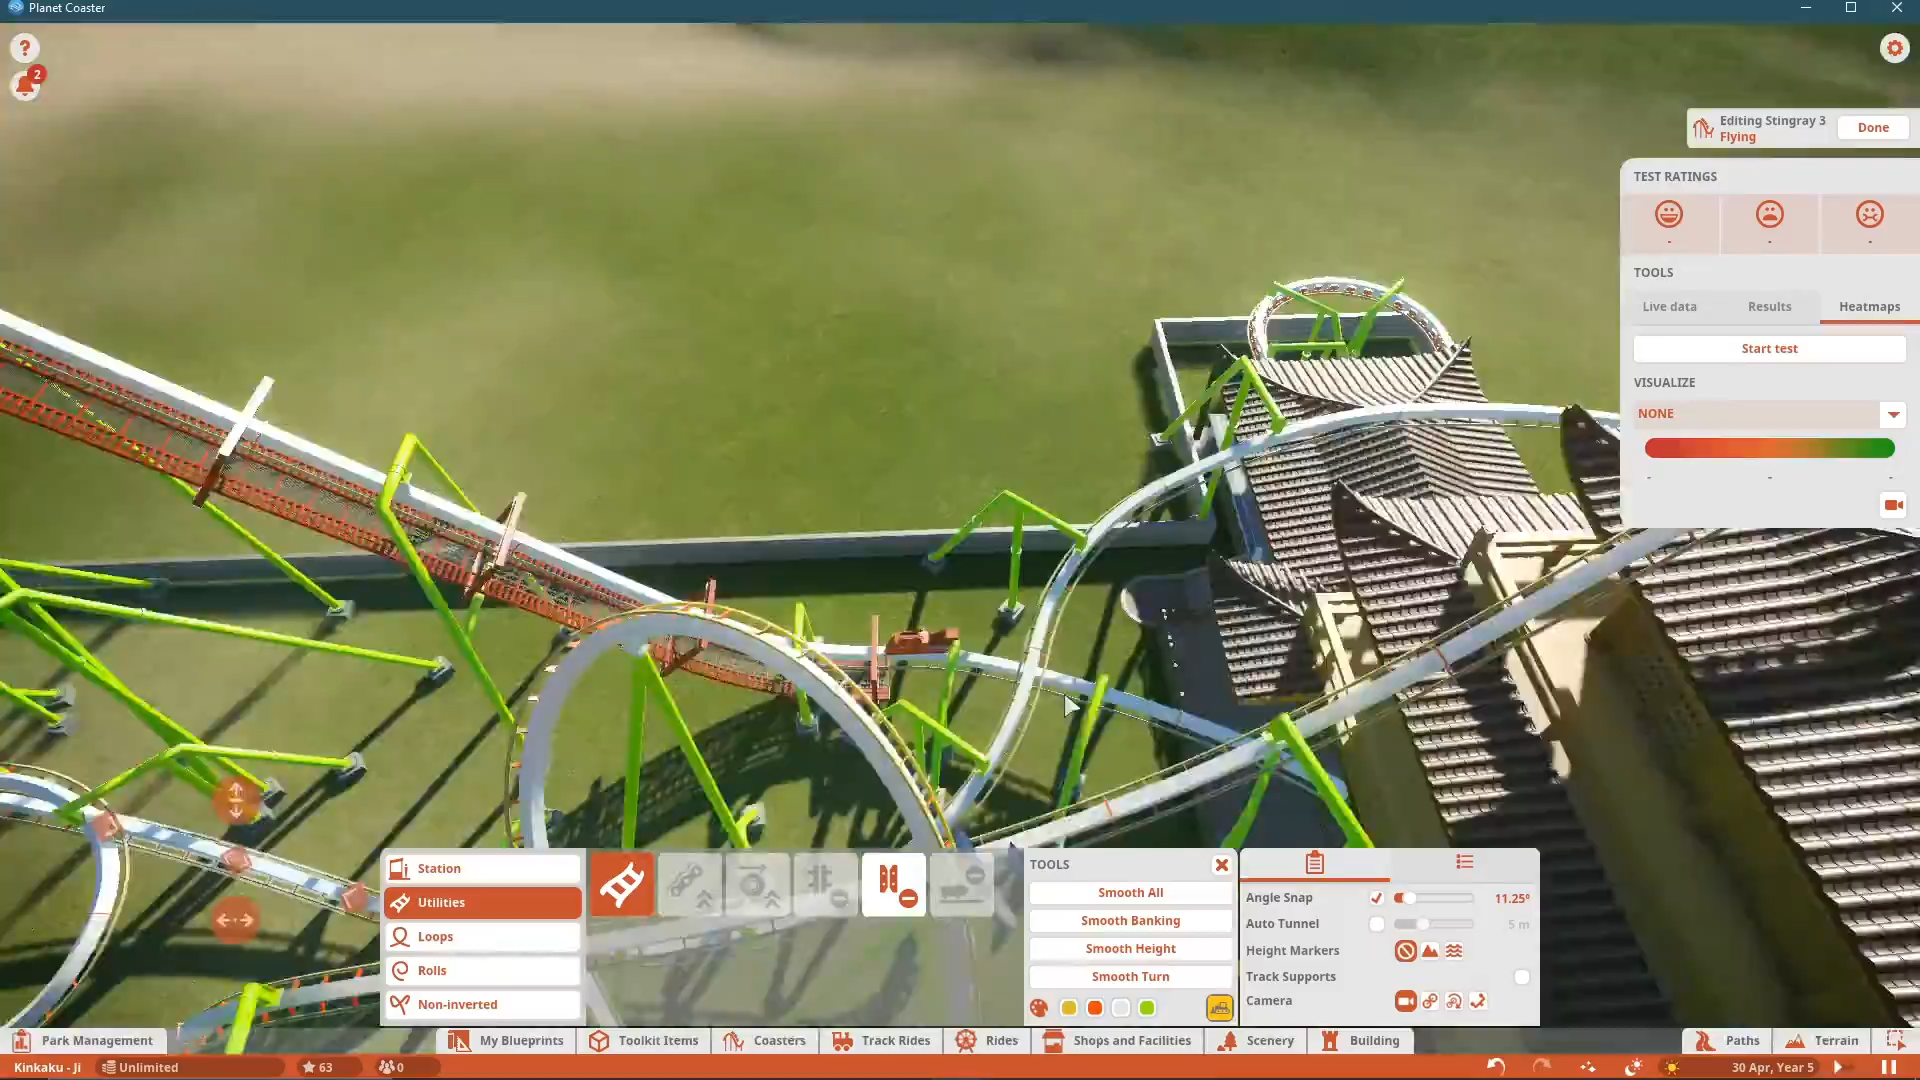 Planet Coaster
?
2
Editing Stingray 3
Flying
Done
TEST RATINGS
- - -
TOOLS
Live data Results Heatmaps
Start test
VISUALIZE
NONE
- - -
Station
Utilities
Loops
Rolls
Non-inverted
TOOLS
Smooth All
Smooth Banking
Smooth Height
Smooth Turn
Angle Snap 11.25°
Auto Tunnel 5 m
Height Markers
Track Supports
Camera
Park Management My Blueprints Toolkit Items Coasters Track Rides Rides Shops and Facilities Scenery Building Paths Terrain
Kinkaku - Ji Unlimited 63 0 30 Apr, Year 5